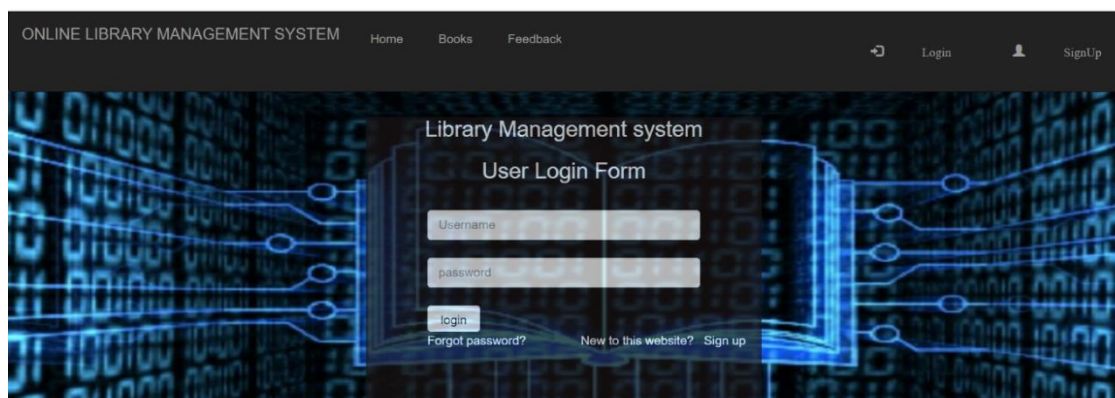 ONLINE LIBRARY MANAGEMENT SYSTEM Home Books Feedback Login SignUp
Library Management system
User Login Form
Username
password
login
Forgot password? New to this website? Sign up